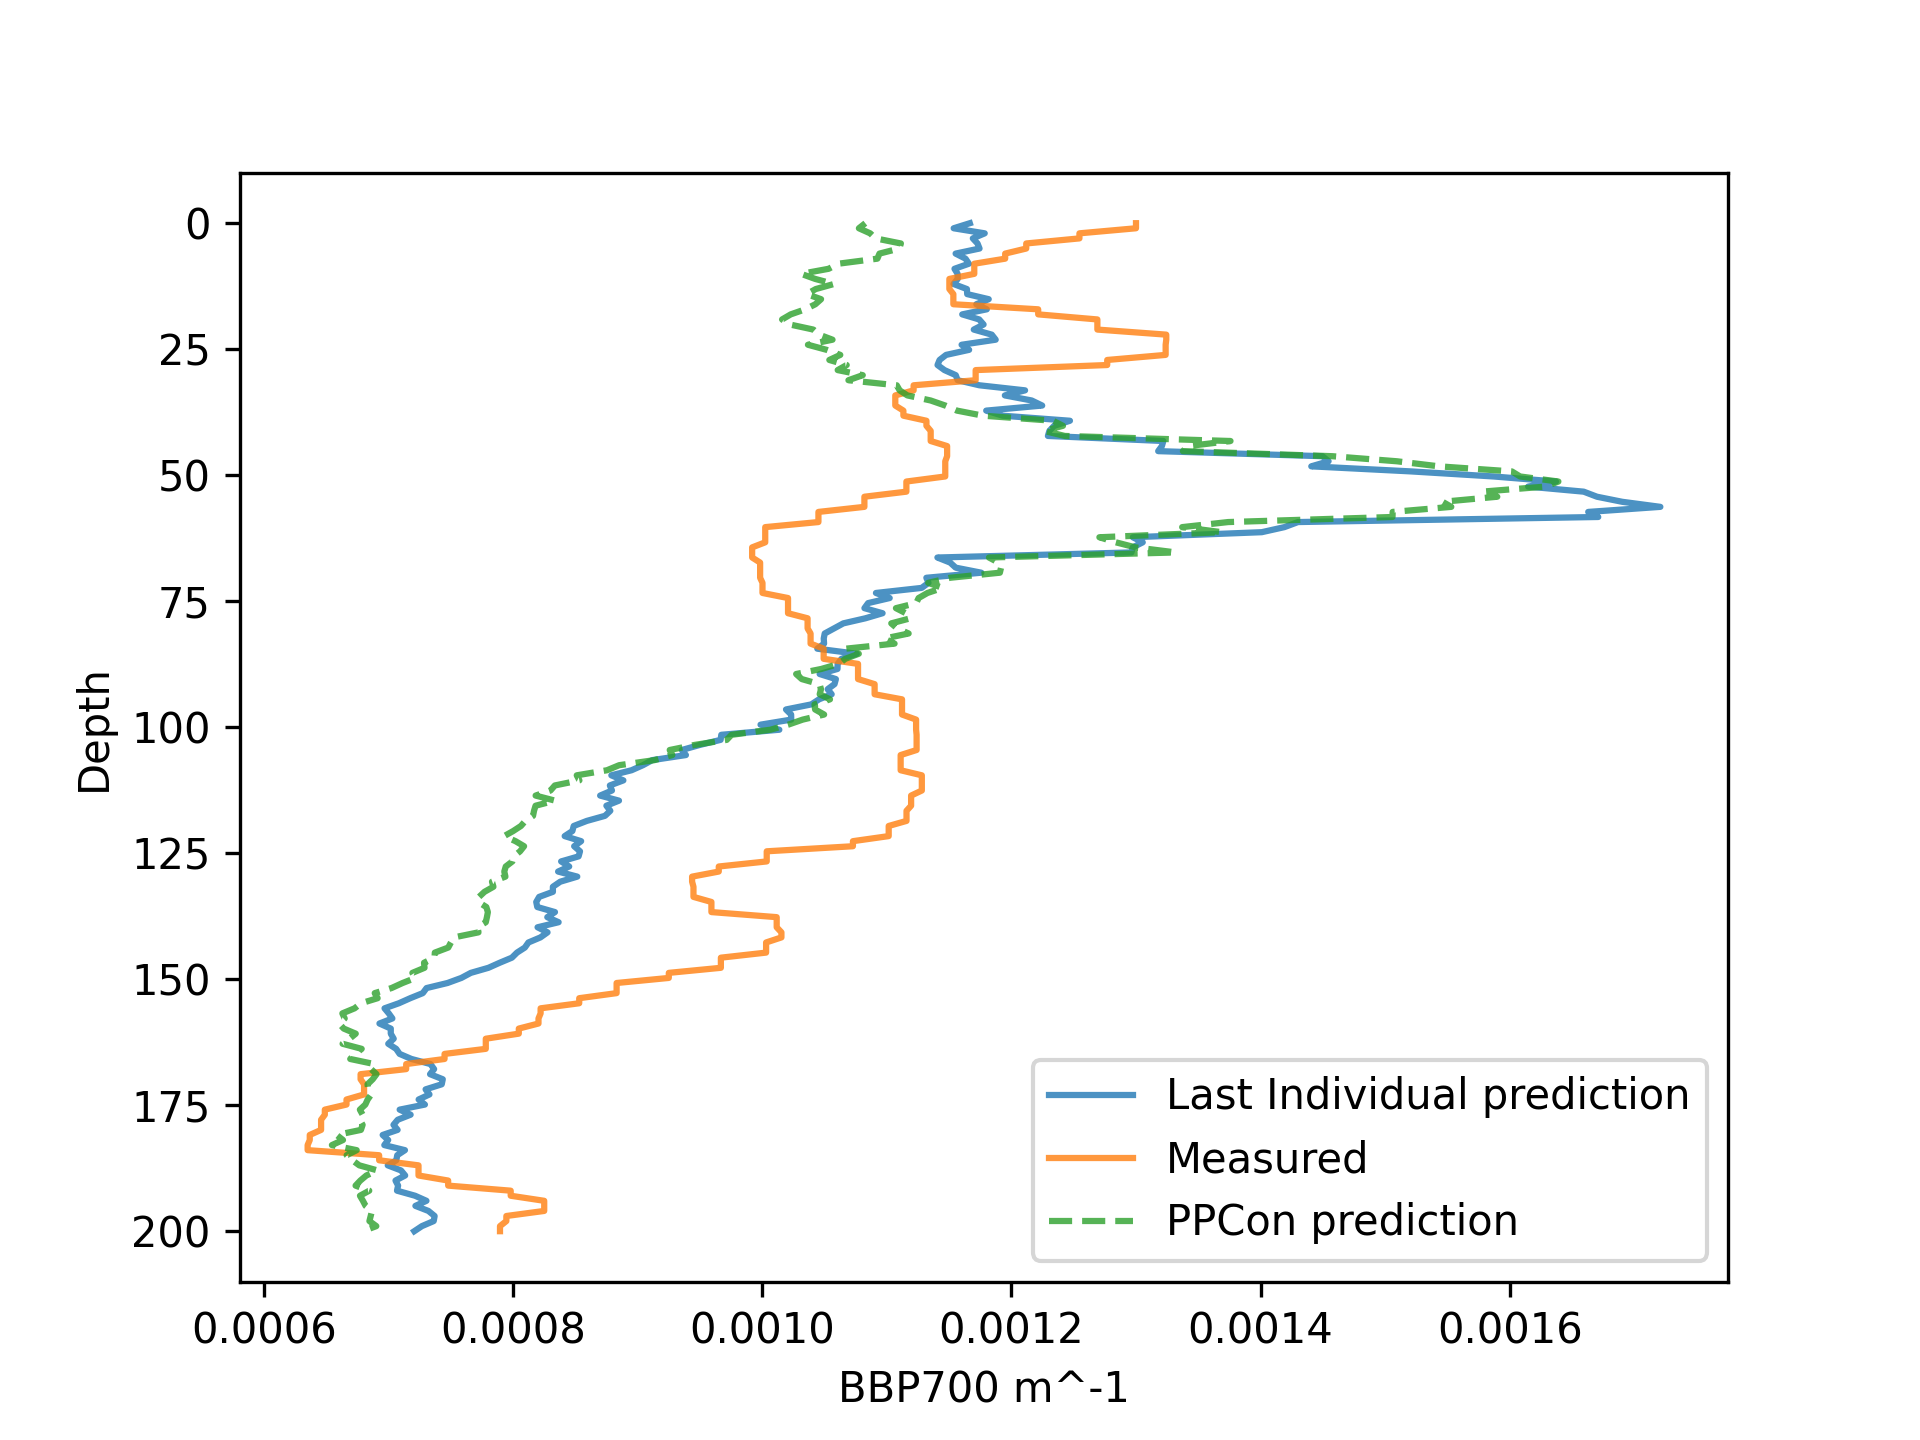 0
25
50
75
100
125
150
175
200
Depth
0.0006 0.0008 0.0010 0.0012 0.0014 0.0016
BBP700 m^-1
Last Individual prediction
Measured
PPCon prediction